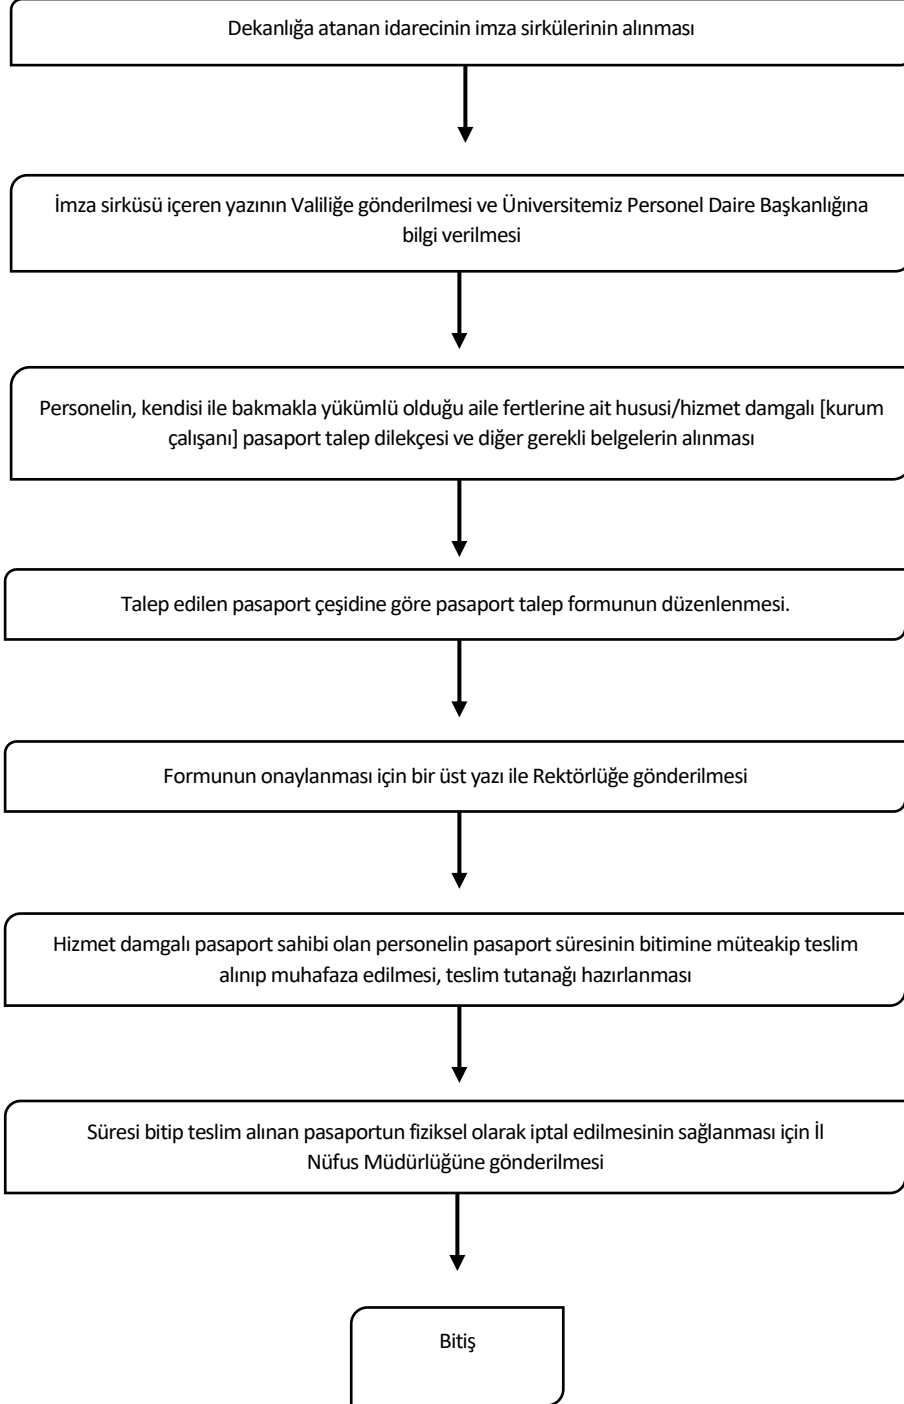 Dekanlığa atanan idarecinin imza sirkülerinin alınması
İmza sirküsü içeren yazının Valiliğe gönderilmesi ve Üniversitemiz Personel Daire Başkanlığına
bilgi verilmesi
Personelin, kendisi ile bakmakla yükümlü olduğu aile fertlerine ait hususi/hizmet damgalı [kurum
çalışanı] pasaport talep dilekçesi ve diğer gerekli belgelerin alınması
Talep edilen pasaport çeşidine göre pasaport talep formunun düzenlenmesi.
Formunun onaylanması için bir üst yazı ile Rektörlüğe gönderilmesi
Hizmet damgalı pasaport sahibi olan personelin pasaport süresinin bitimine müteakip teslim
alınıp muhafaza edilmesi, teslim tutanağı hazırlanması
Süresi bitip teslim alınan pasaportun fiziksel olarak iptal edilmesinin sağlanması için İl
Nüfus Müdürlüğüne gönderilmesi
Bitiş